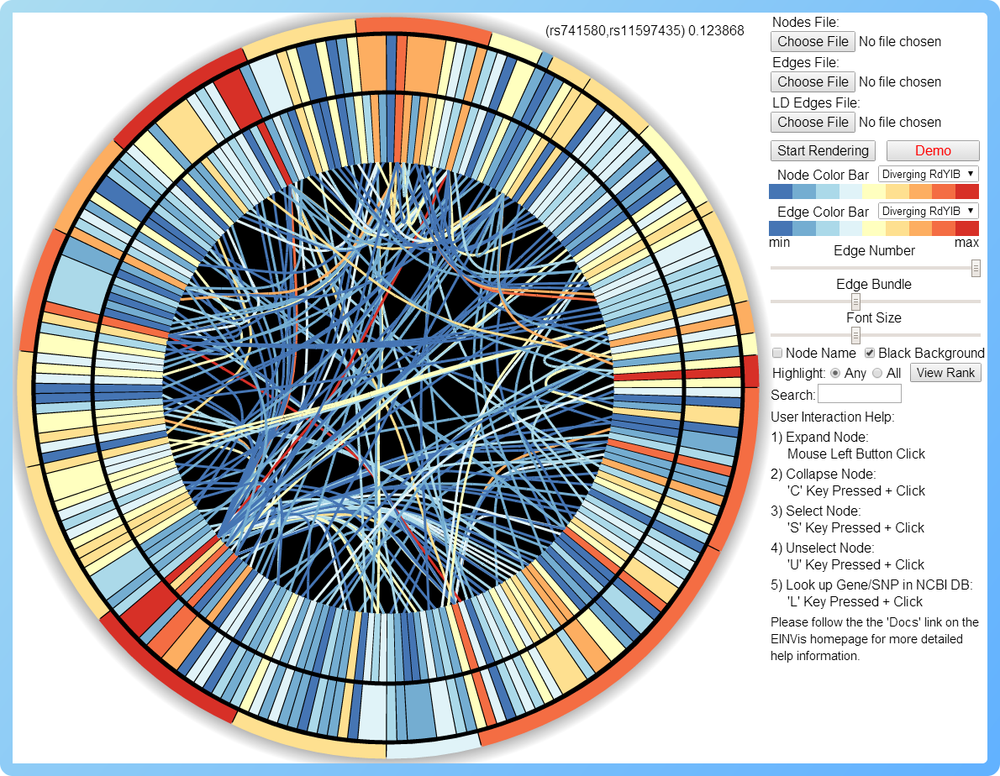 (rs741580,rs11597435) 0.123868
Nodes File:
Choose File No file chosen
Edges File:
Choose File No file chosen
LD Edges File:
Choose File No file chosen
Start Rendering Demo
Node Color Bar Diverging RdYlB
Edge Color Bar Diverging RdYlB
min max
Edge Number
Edge Bundle
Font Size
Node Name Black Background
Highlight: Any All View Rank
Search:
User Interaction Help:
1) Expand Node:
Mouse Left Button Click
2) Collapse Node:
'C' Key Pressed + Click
3) Select Node:
'S' Key Pressed + Click
4) Unselect Node:
'U' Key Pressed + Click
5) Look up Gene/SNP in NCBI DB:
'L' Key Pressed + Click
Please follow the the 'Docs' link on the
EINVis homepage for more detailed
help information.